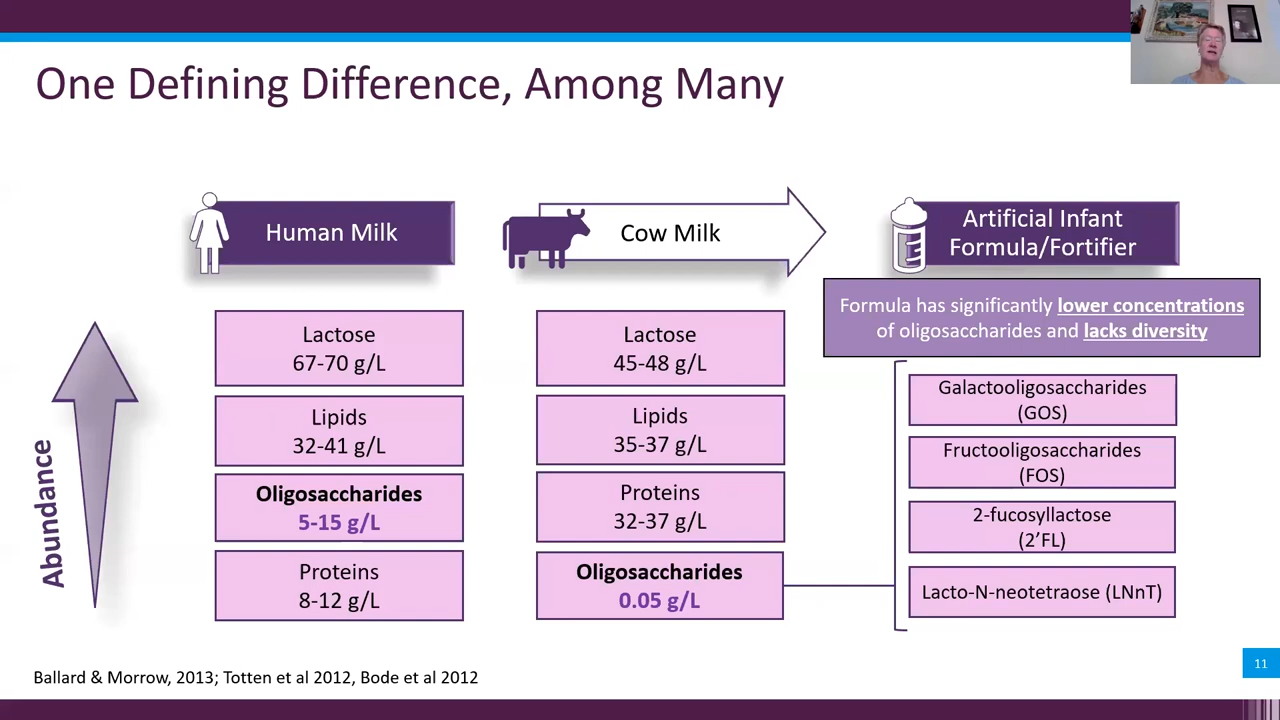 One Defining Difference, Among Many
Human Milk
Cow Milk
Artificial Infant
Formula/Fortifier
Formula has significantly lower concentrations
of oligosaccharides and lacks diversity
Abundance
Lactose
67-70 g/L
Lipids
32-41 g/L
Oligosaccharides
5-15 g/L
Proteins
8-12 g/L
Lactose
45-48 g/L
Lipids
35-37 g/L
Proteins
32-37 g/L
Oligosaccharides
0.05 g/L
Galactooligosaccharides
(GOS)
Fructooligosaccharides
(FOS)
2-fucosyllactose
(2’FL)
Lacto-N-neotetraose (LNnT)
Ballard & Morrow, 2013; Totten et al 2012, Bode et al 2012
11